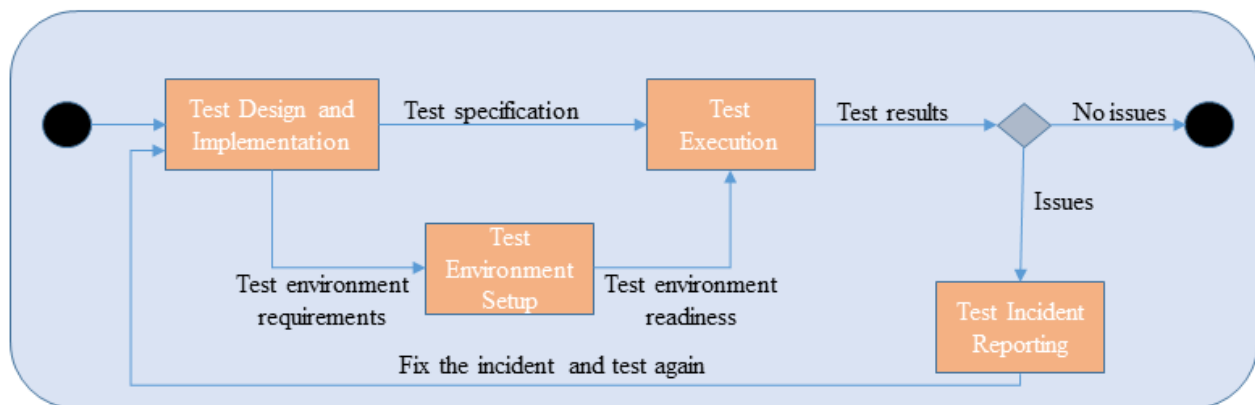 Test Design and
Implementation
Test specification
Test
Execution
Test results
No issues
Issues
Test
Environment
Setup
Test environment
requirements
Test environment
readiness
Test Incident
Reporting
Fix the incident and test again